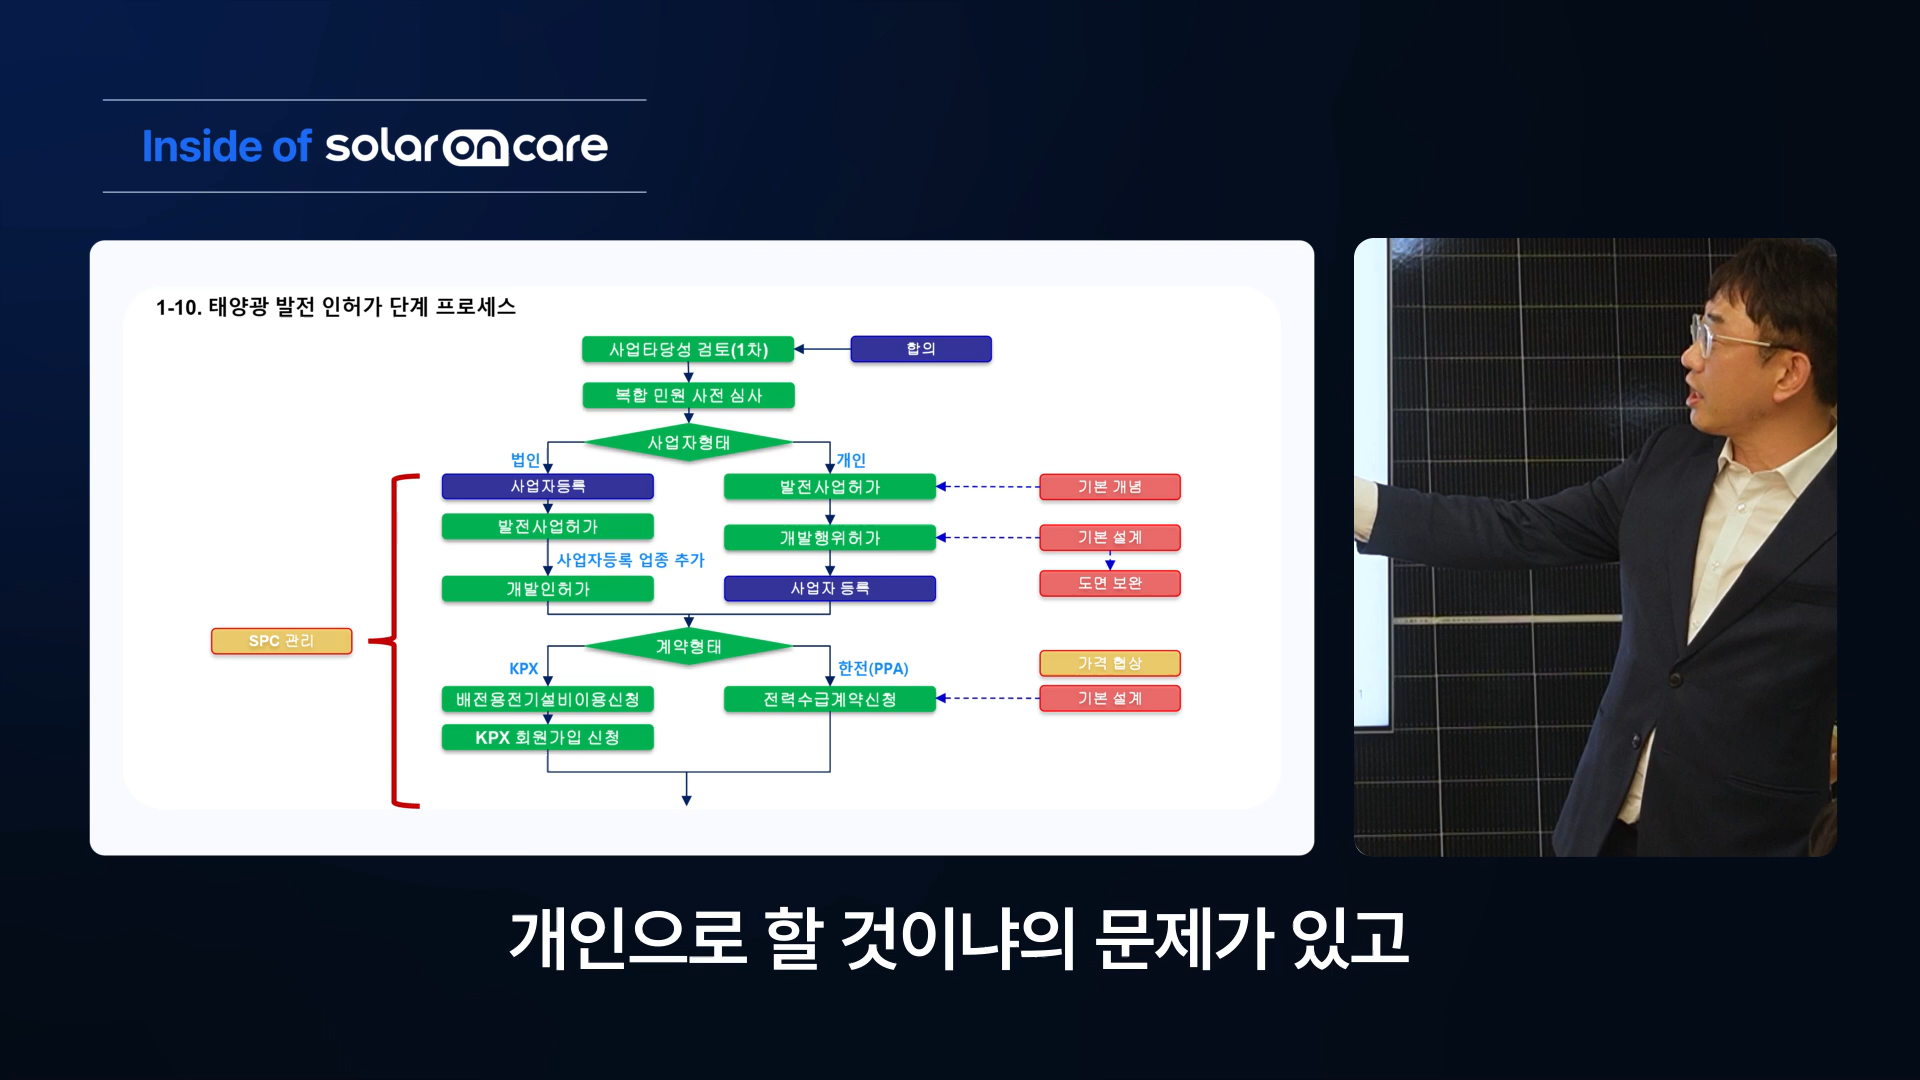 Inside of solaroncare
1-10. 태양광 발전 인허가 단계 프로세스
사업타당성 검토(1차)
합의
복합 민원 사전 심사
사업자형태
법인
개인
사업자등록
발전사업허가
기본 개념
발전사업허가
개발행위허가
기본 설계
사업자등록 업종 추가
개발인허가
사업자 등록
도면 보완
SPC 관리
계약형태
KPX
한전(PPA)
가격 협상
배전용전기설비이용신청
전력수급계약신청
기본 설계
KPX 회원가입 신청
개인으로 할 것이냐의 문제가 있고